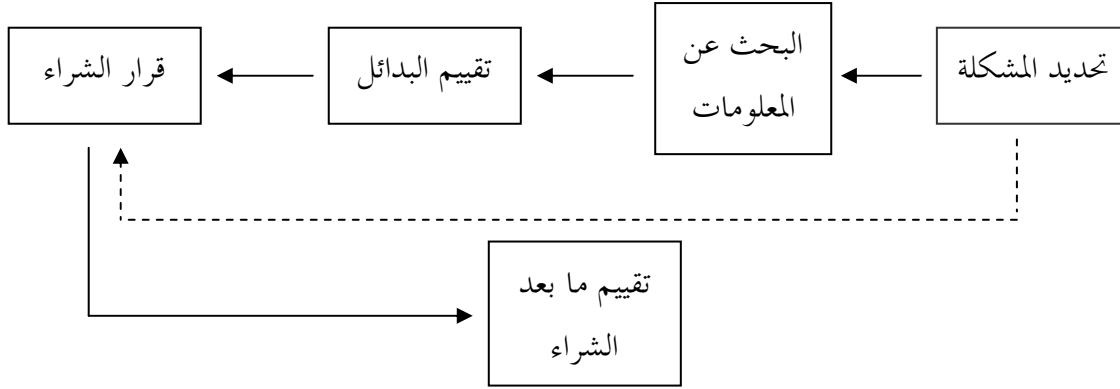 تحديد المشكلة
البحث عن
المعلومات
تقييم البدائل
قرار الشراء
تقييم ما بعد
الشراء